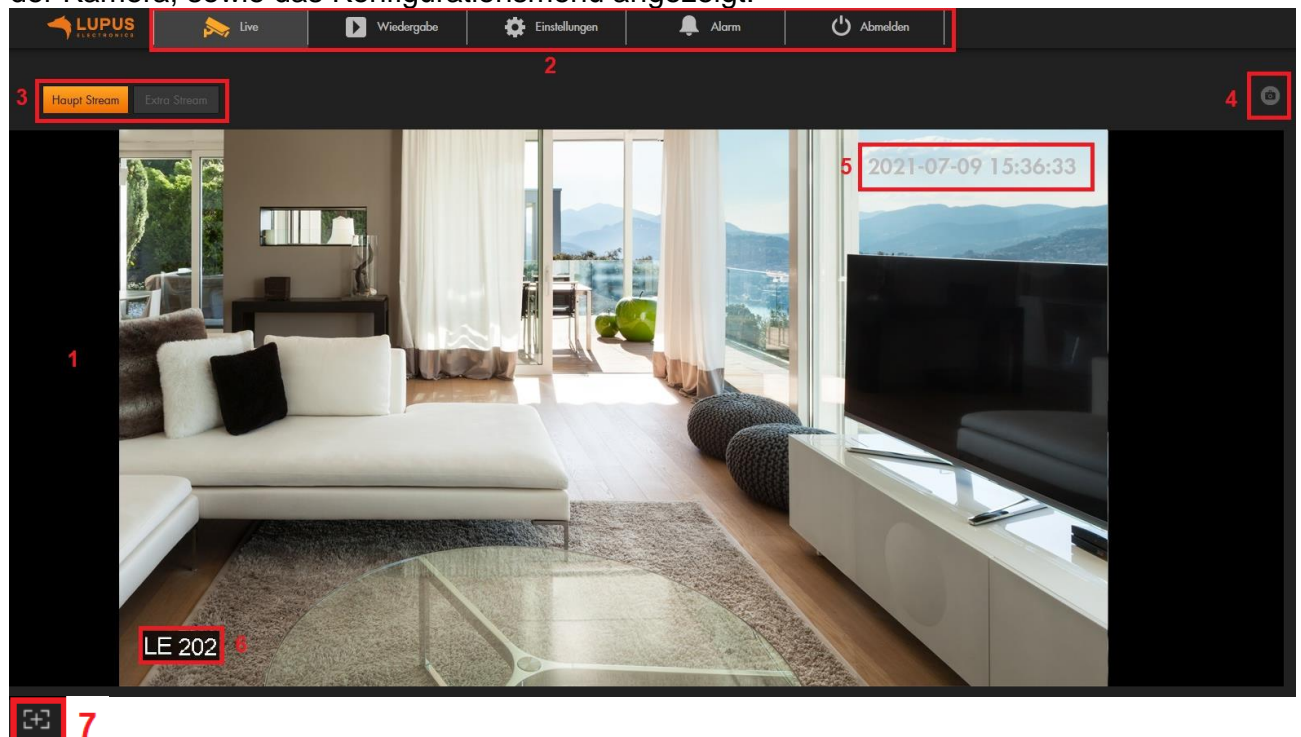 der Kamera, sowie das Konfigurationsmenü angezeigt.
LUPUS
ELECTRONICS
Live
Wiedergabe
Einstellungen
Alarm
Abmelden
2
3
Haupt Stream
Extra Stream
4
5
2021-07-09 15:36:33
1
LE 202
6
7